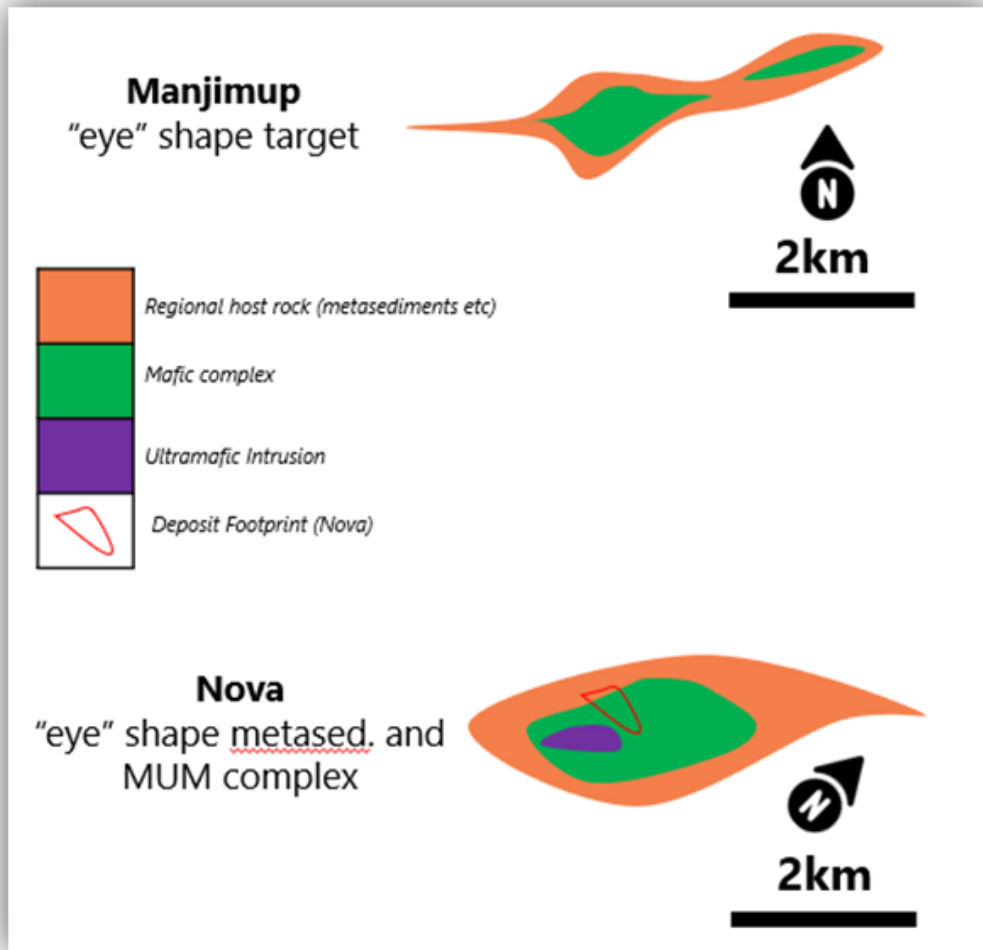 Manjimup
“eye” shape target
N
2km
Regional host rock (metasediments etc)
Mafic complex
Ultramafic Intrusion
Deposit Footprint (Nova)
Nova
“eye” shape metased. and
MUM complex
N
2km